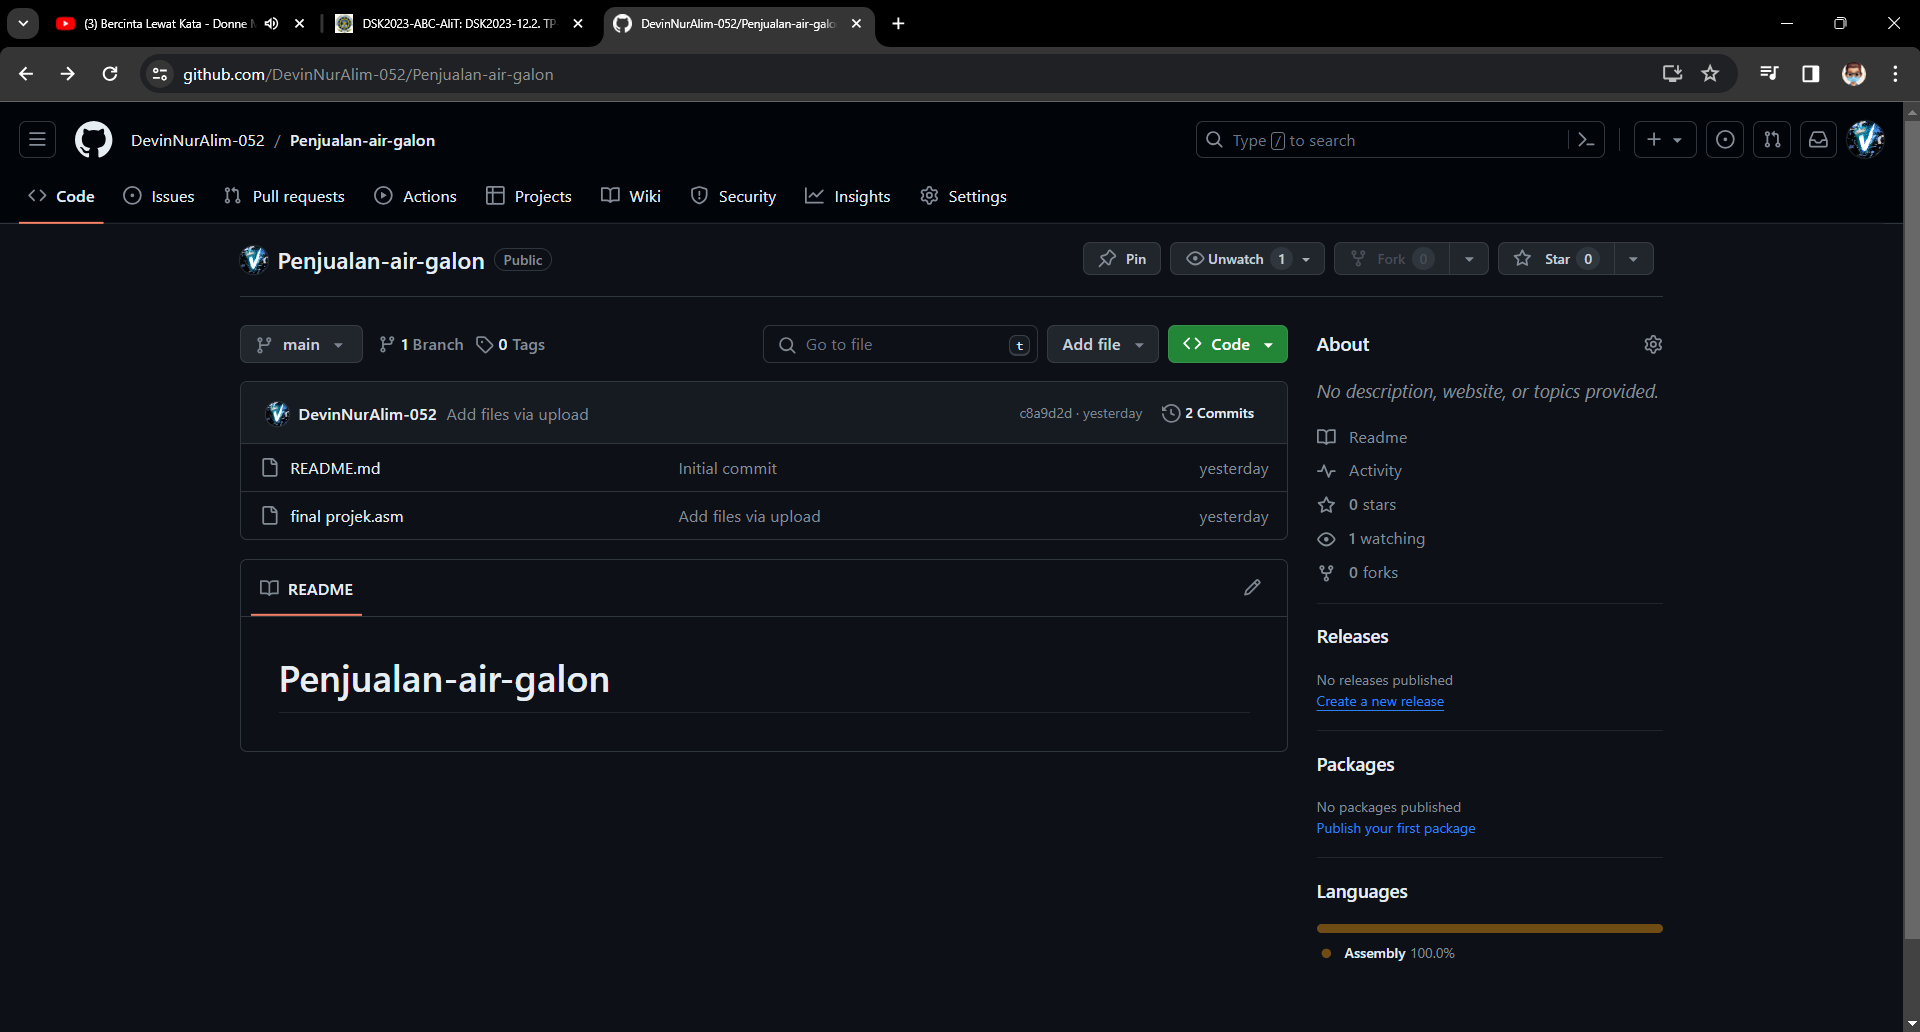 (3) Bercinta Lewat Kata - Donne
DSK2023-ABC-AliT: DSK2023-12.2. TP
DevinNurAlim-052/Penjualan-air-galo
github.com/DevinNurAlim-052/Penjualan-air-galon
DevinNurAlim-052 / Penjualan-air-galon
Type / to search
Code Issues Pull requests Actions Projects Wiki Security Insights Settings
Penjualan-air-galon Public
Pin Unwatch 1 Fork 0 Star 0
main 1 Branch 0 Tags Go to file t Add file Code
DevinNurAlim-052 Add files via upload c8a9d2d · yesterday 2 Commits
README.md Initial commit yesterday
final projek.asm Add files via upload yesterday
README
Penjualan-air-galon
About
No description, website, or topics provided.
Readme
Activity
0 stars
1 watching
0 forks
Releases
No releases published
Create a new release
Packages
No packages published
Publish your first package
Languages
Assembly 100.0%